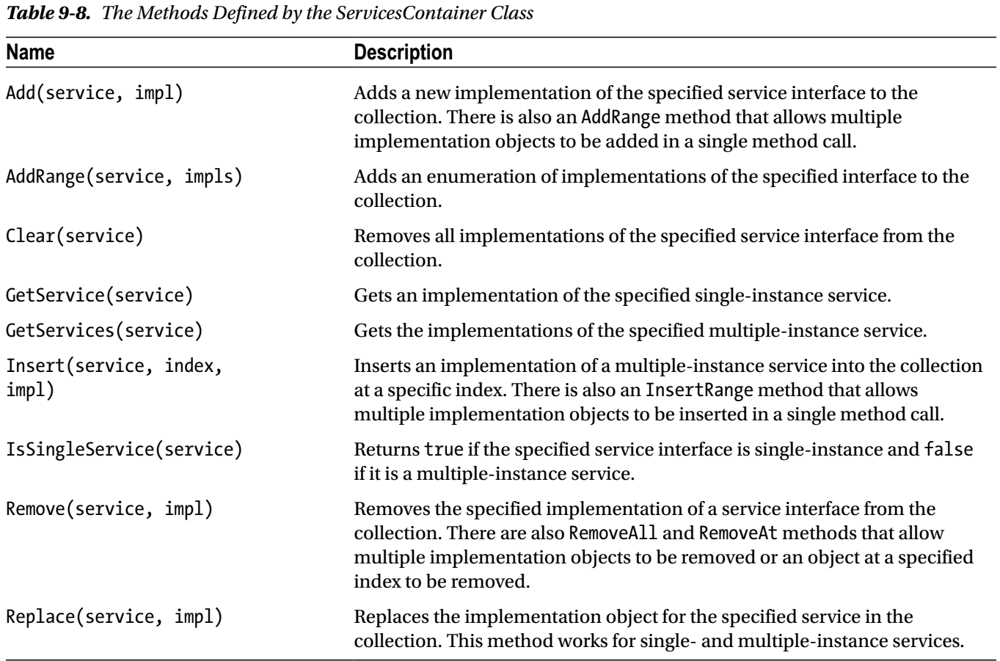 Table 9-8. The Methods Defined by the ServicesContainer Class
Name Description
Add(service, impl) Adds a new implementation of the specified service interface to the
collection. There is also an AddRange method that allows multiple
implementation objects to be added in a single method call.
AddRange(service, impls) Adds an enumeration of implementations of the specified interface to the
collection.
Clear(service) Removes all implementations of the specified service interface from the
collection.
GetService(service) Gets an implementation of the specified single-instance service.
GetServices(service) Gets the implementations of the specified multiple-instance service.
Insert(service, index, Inserts an implementation of a multiple-instance service into the collection
impl) at a specific index. There is also an InsertRange method that allows
multiple implementation objects to be inserted in a single method call.
IsSingleService(service) Returns true if the specified service interface is single-instance and false
if it is a multiple-instance service.
Remove(service, impl) Removes the specified implementation of a service interface from the
collection. There are also RemoveAll and RemoveAt methods that allow
multiple implementation objects to be removed or an object at a specified
index to be removed.
Replace(service, impl) Replaces the implementation object for the specified service in the
collection. This method works for single- and multiple-instance services.